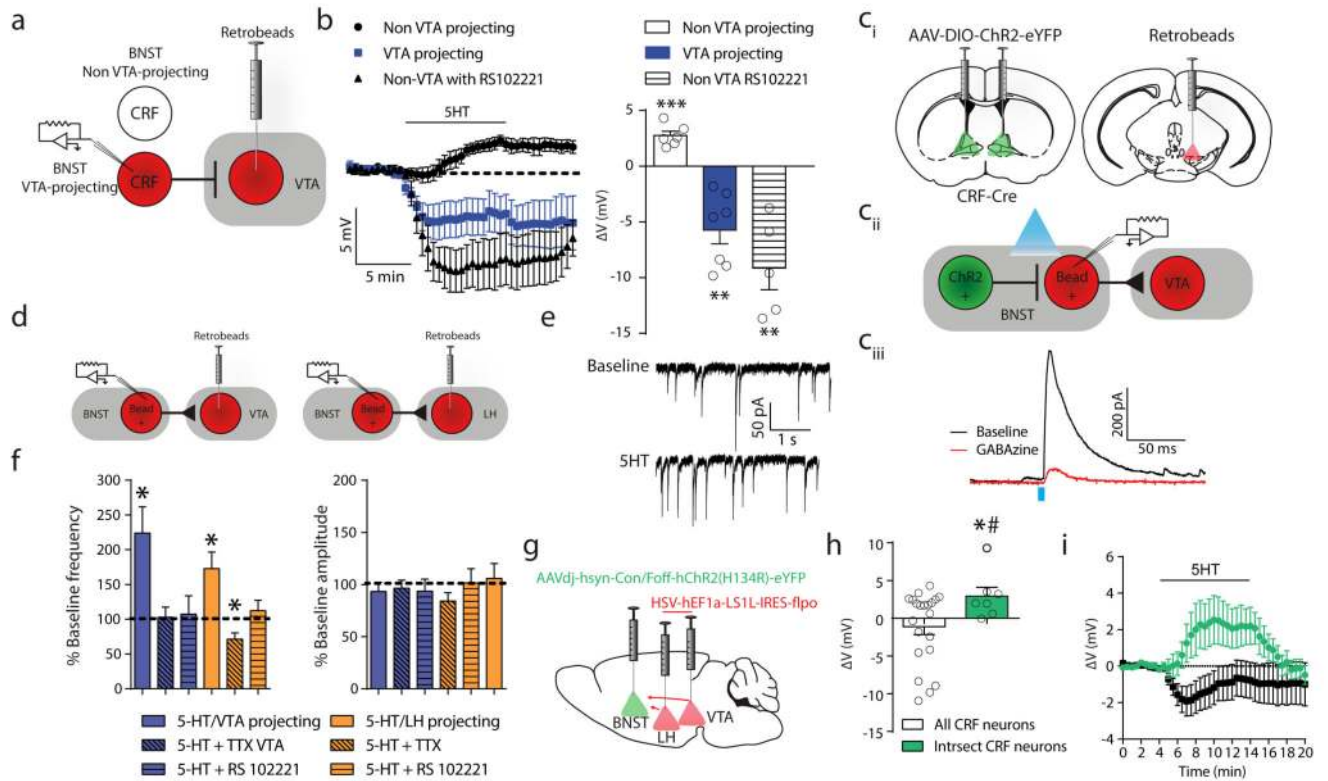 a
BNST
Non VTA-projecting
CRF
Retrobeads
BNST
VTA-projecting
CRF
VTA
b
Non VTA projecting
VTA projecting
Non-VTA with RS102221
5HT
5 mV
5 min
Non VTA projecting
VTA projecting
Non VTA RS102221
ΔV (mV)
5
0
-5
-10
-15
***
**
**
ci
AAV-DIO-ChR2-eYFP
Retrobeads
CRF-Cre
cii
ChR2
+
Bead
+
VTA
BNST
ciii
Baseline
GABAzine
200 pA
50 ms
d
Retrobeads
BNST
Bead
+
VTA
Retrobeads
BNST
Bead
+
LH
e
Baseline
50 pA
1 s
5HT
f
% Baseline frequency
300
250
200
150
100
50
0
*
*
*
% Baseline amplitude
200
150
100
50
0
5-HT/VTA projecting
5-HT/LH projecting
5-HT + TTX VTA
5-HT + TTX
5-HT + RS 102221
5-HT + RS 102221
g
AAVdj-hsyn-Con/Foff-hChR2(H134R)-eYFP
HSV-hEF1a-LS1L-IRES-flpo
BNST
LH
VTA
h
ΔV (mV)
10
5
0
-5
-10
-15
*#
All CRF neurons
Intrsect CRF neurons
i
5HT
ΔV (mV)
6
4
2
0
-2
-4
0 2 4 6 8 10 12 14 16 18 20
Time (min)